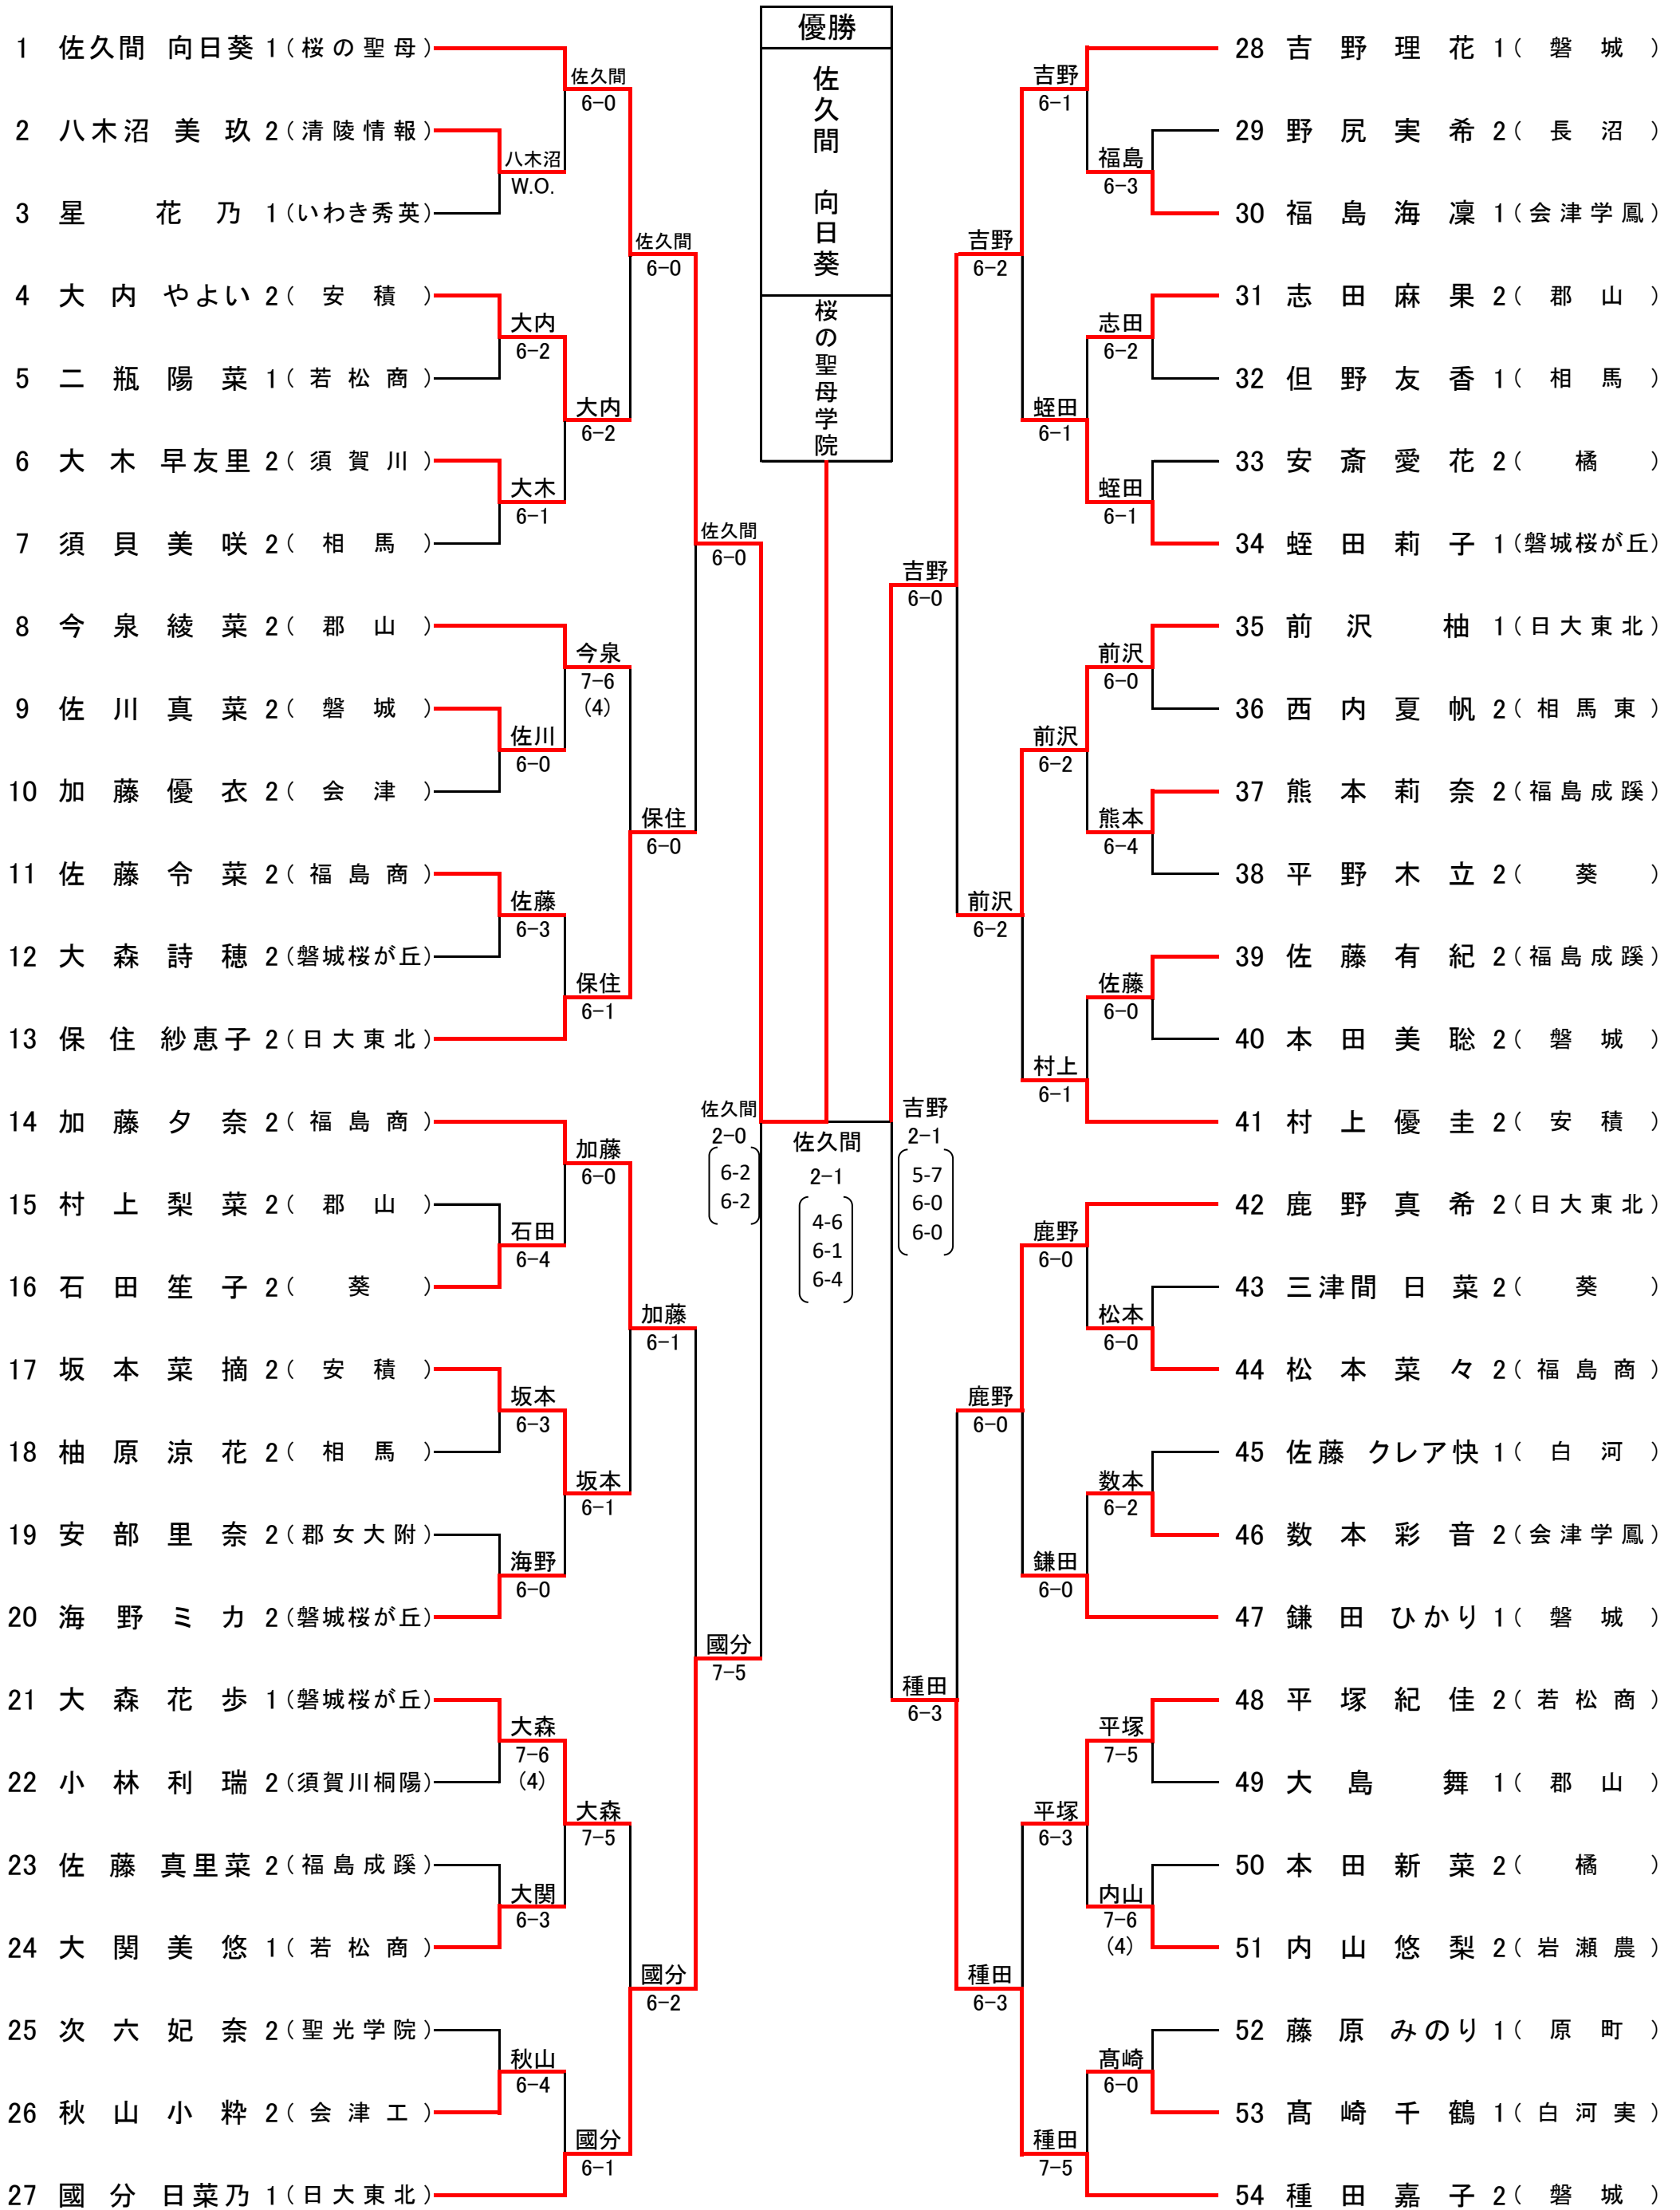 優勝
佐久間 向日葵
桜の聖母学院
1 佐久間 向日葵 1 (桜の聖母)
2 八木沼 美玖 2 (清陵情報)
3 星 花乃 1 (いわき秀英)
4 大内 やよい 2 (安積)
5 二瓶陽菜 1 (若松商)
6 大木 早友里 2 (須賀川)
7 須貝美咲 2 (相馬)
8 今泉綾菜 2 (郡山)
9 佐川真菜 2 (磐城)
10 加藤優衣 2 (会津)
11 佐藤令菜 2 (福島商)
12 大森詩穂 2 (磐城桜が丘)
13 保住 紗恵子 2 (日大東北)
14 加藤夕奈 2 (福島商)
15 村上梨菜 2 (郡山)
16 石田笙子 2 (葵)
17 坂本菜摘 2 (安積)
18 柚原涼花 2 (相馬)
19 安部里奈 2 (郡女大附)
20 海野ミカ 2 (磐城桜が丘)
21 大森花歩 1 (磐城桜が丘)
22 小林利瑞 2 (須賀川桐陽)
23 佐藤 真里菜 2 (福島成蹊)
24 大関美悠 1 (若松商)
25 次六妃奈 2 (聖光学院)
26 秋山小粋 2 (会津工)
27 國分 日菜乃 1 (日大東北)
八木沼
W.O.
大内
6-2
大木
6-1
佐川
6-0
佐藤
6-3
石田
6-4
坂本
6-3
海野
6-0
大森
7-6
(4)
大関
6-3
秋山
6-4
佐久間
6-0
大内
6-2
今泉
7-6
(4)
保住
6-1
加藤
6-0
坂本
6-1
大森
7-5
國分
6-1
佐久間
6-0
保住
6-0
加藤
6-1
國分
6-2
佐久間
6-0
國分
7-5
佐久間
2-0
6-2
6-2
佐久間
2-1
4-6
6-1
6-4
吉野
2-1
5-7
6-0
6-0
吉野
6-0
種田
6-3
吉野
6-2
前沢
6-2
鹿野
6-0
種田
6-3
吉野
6-1
蛭田
6-1
前沢
6-2
村上
6-1
鹿野
6-0
鎌田
6-0
平塚
6-3
種田
7-5
福島
6-3
志田
6-2
蛭田
6-1
前沢
6-0
熊本
6-4
佐藤
6-0
松本
6-0
数本
6-2
平塚
7-5
内山
7-6
(4)
髙崎
6-0
28 吉野理花 1 (磐城)
29 野尻実希 2 (長沼)
30 福島海凜 1 (会津学鳳)
31 志田麻果 2 (郡山)
32 但野友香 1 (相馬)
33 安斎愛花 2 (橘)
34 蛭田莉子 1 (磐城桜が丘)
35 前沢 柚 1 (日大東北)
36 西内夏帆 2 (相馬東)
37 熊本莉奈 2 (福島成蹊)
38 平野木立 2 (葵)
39 佐藤有紀 2 (福島成蹊)
40 本田美聡 2 (磐城)
41 村上優圭 2 (安積)
42 鹿野真希 2 (日大東北)
43 三津間 日菜 2 (葵)
44 松本菜々 2 (福島商)
45 佐藤 クレア快 1 (白河)
46 数本彩音 2 (会津学鳳)
47 鎌田 ひかり 1 (磐城)
48 平塚紀佳 2 (若松商)
49 大島 舞 1 (郡山)
50 本田新菜 2 (橘)
51 内山悠梨 2 (岩瀬農)
52 藤原 みのり 1 (原町)
53 髙崎千鶴 1 (白河実)
54 種田嘉子 2 (磐城)